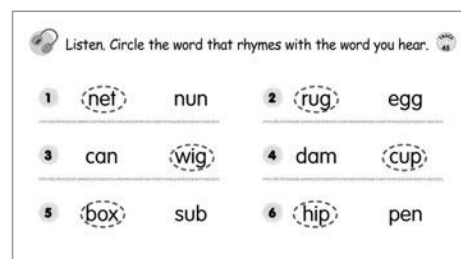 Listen. Circle the word that rhymes with the word you hear.
1 net nun 2 rug egg
3 can wig 4 dam cup
5 box sub 6 hip pen